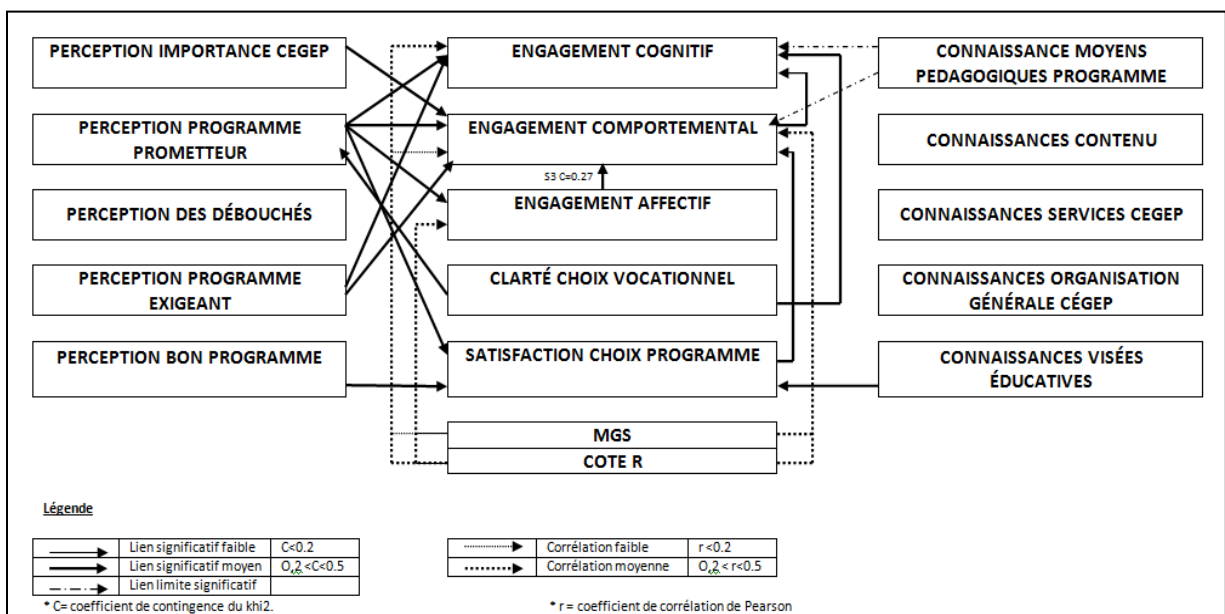 PERCEPTION IMPORTANCE CEGEP
ENGAGEMENT COGNITIF
CONNAISSANCE MOYENS
PEDAGOGIQUES PROGRAMME
PERCEPTION PROGRAMME
PROMETTEUR
ENGAGEMENT COMPORTEMENTAL
CONNAISSANCES CONTENU
S3 C=0.27
PERCEPTION DES DÉBOUCHÉS
ENGAGEMENT AFFECTIF
CONNAISSANCES SERVICES CEGEP
PERCEPTION PROGRAMME
EXIGEANT
CLARTÉ CHOIX VOCATIONNEL
CONNAISSANCES ORGANISATION
GÉNÉRALE CÉGEP
PERCEPTION BON PROGRAMME
SATISFACTION CHOIX PROGRAMME
CONNAISSANCES VISÉES
ÉDUCATIVES
MGS
COTE R
Légende
Lien significatif faible C<0.2
Lien significatif moyen O,2 <C<0.5
Lien limite significatif
* C= coefficient de contingence du khi2.
Corrélation faible r <0.2
Corrélation moyenne O,2 < r<0.5
* r = coefficient de corrélation de Pearson